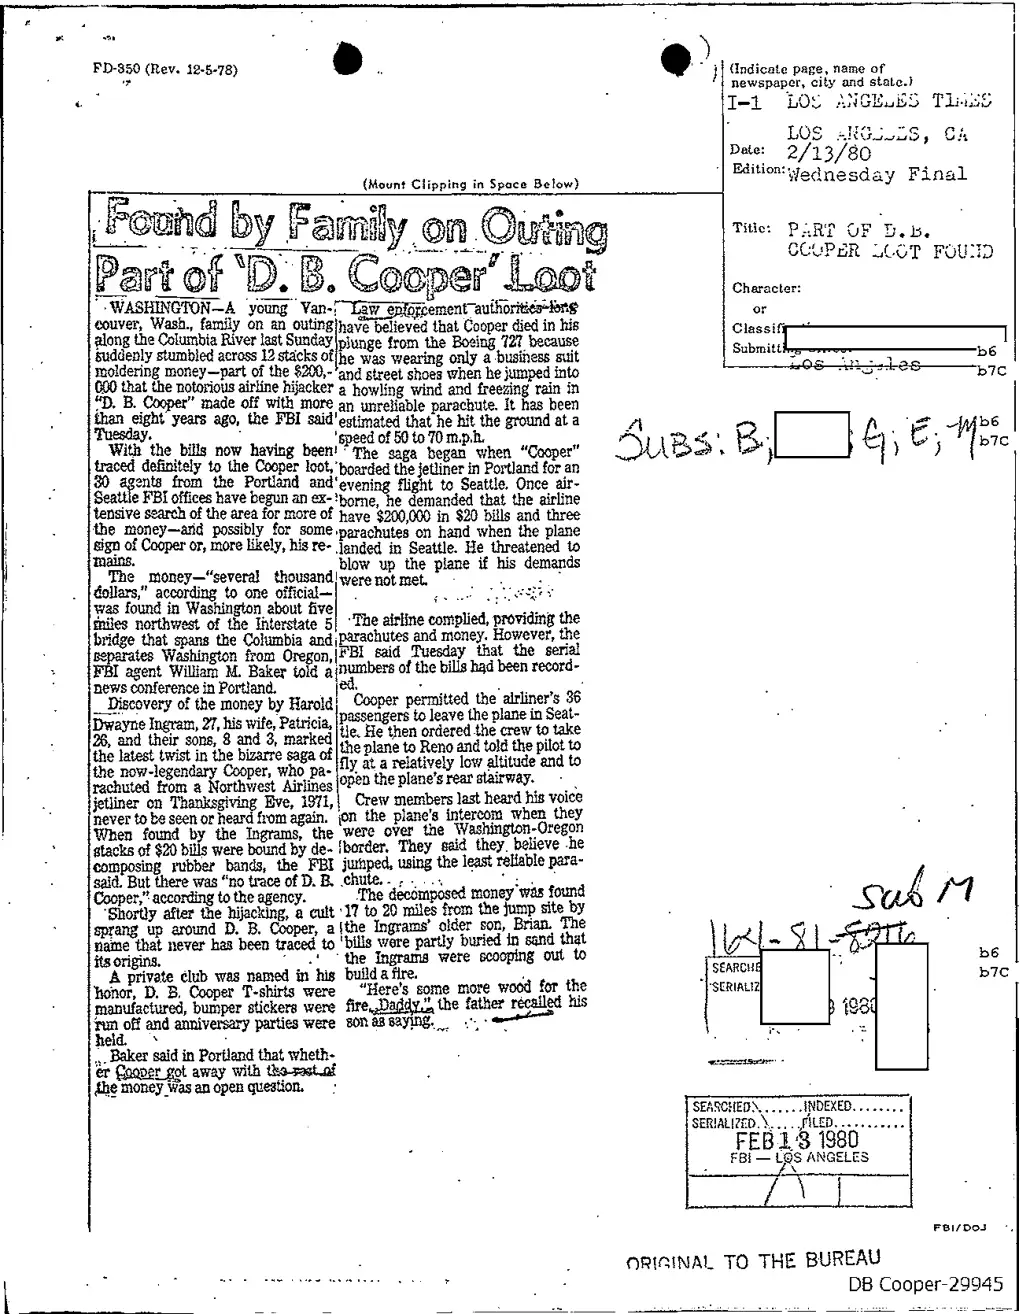 FD-350 (Rev. 12-5-78)
(Indicate page, name of
newspaper, city and state.)
I-1 LOS ANGELES TIMES
LOS ANGELES, CA
Date: 2/13/80
Edition: Wednesday Final
Title: PART OF D.B.
COOPER LOOT FOUND
Character:
or
Classifi
Submitting
Los Angeles
b6
b7C
(Mount Clipping in Space Below)
Found by Family on Outing
Part of 'D. B. Cooper' Loot
WASHINGTON—A young Van-
couver, Wash., family on an outing
along the Columbia River last Sunday
suddenly stumbled across 12 stacks of
moldering money—part of the $200,-
000 that the notorious airline hijacker
"D. B. Cooper" made off with more
than eight years ago, the FBI said
Tuesday.
With the bills now having been
traced definitely to the Cooper loot,
30 agents from the Portland and
Seattle FBI offices have begun an ex-
tensive search of the area for more of
the money—and possibly for some
sign of Cooper or, more likely, his re-
mains.
The money—"several thousand
dollars," according to one official—
was found in Washington about five
miles northwest of the Interstate 5
bridge that spans the Columbia and
separates Washington from Oregon,
FBI agent William M. Baker told a
news conference in Portland.
Discovery of the money by Harold
Dwayne Ingram, 27, his wife, Patricia,
26, and their sons, 8 and 3, marked
the latest twist in the bizarre saga of
the now-legendary Cooper, who pa-
rachuted from a Northwest Airlines
jetliner on Thanksgiving Eve, 1971,
never to be seen or heard from again.
When found by the Ingrams, the
stacks of $20 bills were bound by de-
composing rubber bands, the FBI
said. But there was "no trace of D. B.
Cooper," according to the agency.
Shortly after the hijacking, a cult
sprang up around D. B. Cooper, a
name that never has been traced to
its origins.
A private club was named in his
honor, D. B. Cooper T-shirts were
manufactured, bumper stickers were
run off and anniversary parties were
held.
Baker said in Portland that wheth-
er Cooper got away with the rest of
the money was an open question.
Law enforcement authorities long
have believed that Cooper died in his
plunge from the Boeing 727 because
he was wearing only a business suit
and street shoes when he jumped into
a howling wind and freezing rain in
an unreliable parachute. It has been
estimated that he hit the ground at a
speed of 50 to 70 m.p.h.
The saga began when "Cooper"
boarded the jetliner in Portland for an
evening flight to Seattle. Once air-
borne, he demanded that the airline
have $200,000 in $20 bills and three
parachutes on hand when the plane
landed in Seattle. He threatened to
blow up the plane if his demands
were not met.
The airline complied, providing the
parachutes and money. However, the
FBI said Tuesday that the serial
numbers of the bills had been record-
ed.
Cooper permitted the airliner's 36
passengers to leave the plane in Seat-
tle. He then ordered the crew to take
the plane to Reno and told the pilot to
fly at a relatively low altitude and to
open the plane's rear stairway.
Crew members last heard his voice
on the plane's intercom when they
were over the Washington-Oregon
border. They said they believe he
jumped, using the least reliable para-
chute.
The decomposed money was found
17 to 20 miles from the jump site by
the Ingrams' older son, Brian. The
bills were partly buried in sand that
the Ingrams were scooping out to
build a fire.
"Here's some more wood for the
fire, Daddy," the father recalled his
son as saying.
SUBS: B; ; G; E; M
b6
b7C
Sub M
164-81-
b6
b7C
SEARCHE
SERIALIZ
1980
SEARCHED.......INDEXED........
SERIALIZED.......FILED...........
FEB 13 1980
FBI — LOS ANGELES
FBI/DOJ
ORIGINAL TO THE BUREAU
DB Cooper-29945